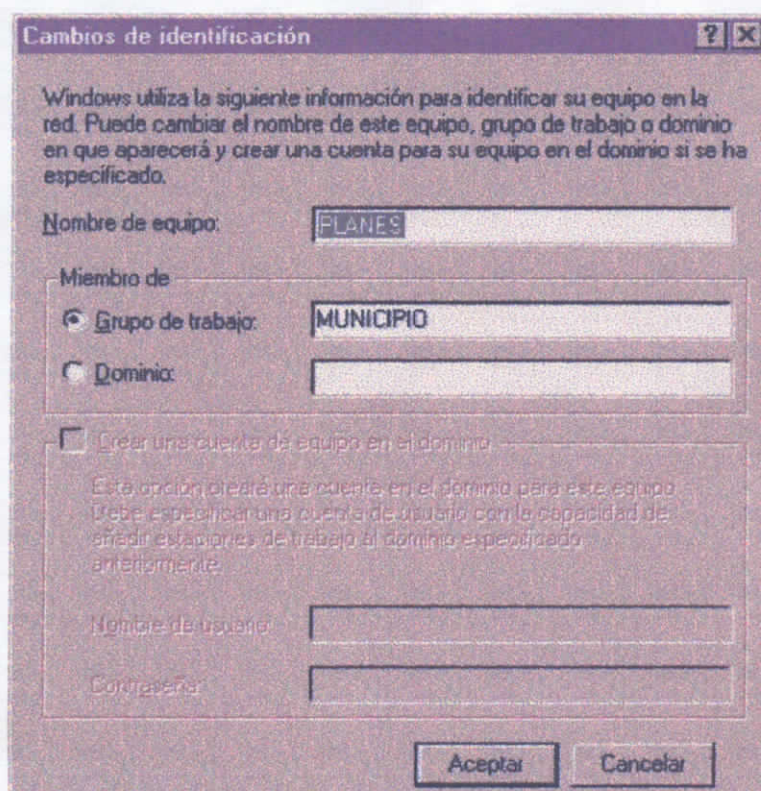 Cambios de identificación
Windows utiliza la siguiente información para identificar su equipo en la
red. Puede cambiar el nombre de este equipo, grupo de trabajo o dominio
en que aparecerá y crear una cuenta para su equipo en el dominio si se ha
especificado.
Nombre de equipo: PLANES
Miembro de
Grupo de trabajo: MUNICIPIO
Dominio:
Crear una cuenta de equipo en el dominio
Esta opción creará una cuenta en el dominio para este equipo.
Debe especificar una cuenta de usuario con la capacidad de
añadir estaciones de trabajo al dominio especificado
anteriormente.
Nombre de usuario:
Contraseña:
Aceptar Cancelar